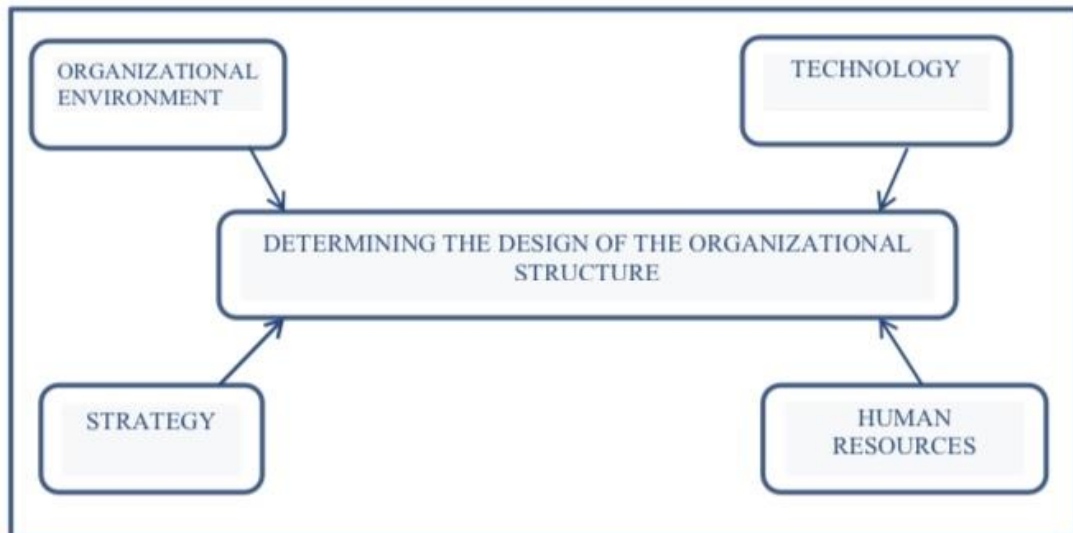 ORGANIZATIONAL
ENVIRONMENT
TECHNOLOGY
DETERMINING THE DESIGN OF THE ORGANIZATIONAL
STRUCTURE
STRATEGY
HUMAN
RESOURCES